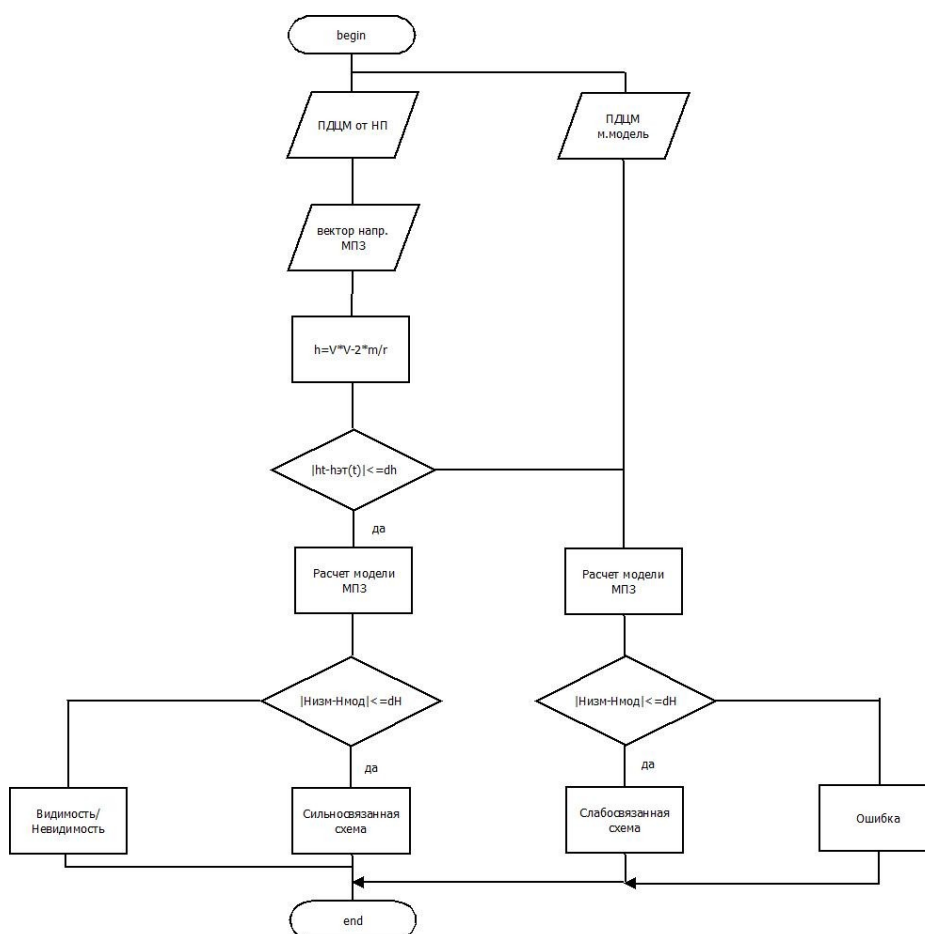 begin
ПДЦМ от НП
ПДЦМ
м.модель
вектор напр.
МПЗ
h=V*V-2*m/r
|ht-hэт(t)|<=dh
да
Расчет модели
МПЗ
Расчет модели
МПЗ
|Hизм-Hмод|<=dH
|Hизм-Hмод|<=dH
да
да
Видимость/
Невидимость
Сильносвязанная
схема
Слабосвязанная
схема
Ошибка
end